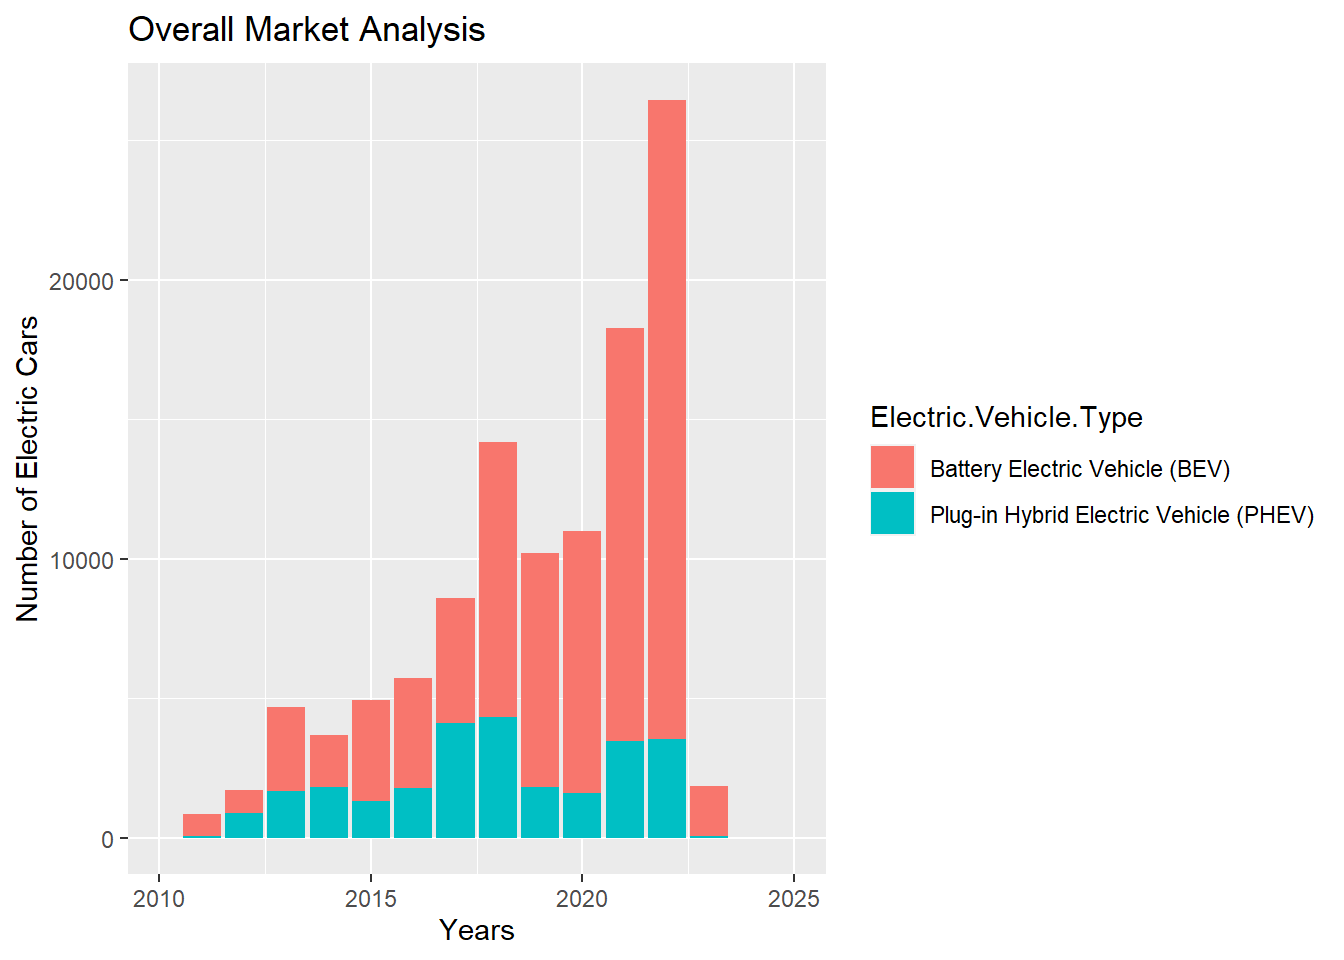 Overall Market Analysis
Number of Electric Cars
20000
10000
0
2010 2015 2020 2025
Years
Electric.Vehicle.Type
Battery Electric Vehicle (BEV)
Plug-in Hybrid Electric Vehicle (PHEV)